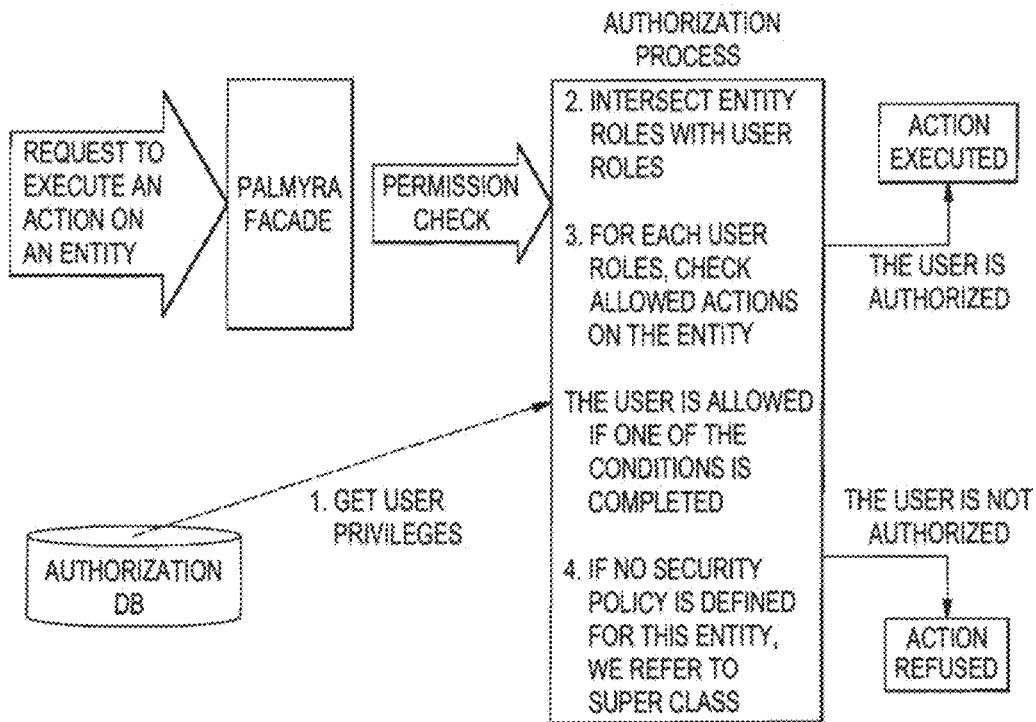 AUTHORIZATION
PROCESS
REQUEST TO
EXECUTE AN
ACTION ON
AN ENTITY
PALMYRA
FACADE
PERMISSION
CHECK
2. INTERSECT ENTITY
ROLES WITH USER
ROLES
3. FOR EACH USER
ROLES, CHECK
ALLOWED ACTIONS
ON THE ENTITY
THE USER IS ALLOWED
IF ONE OF THE
CONDITIONS IS
COMPLETED
4. IF NO SECURITY
POLICY IS DEFINED
FOR THIS ENTITY,
WE REFER TO
SUPER CLASS
ACTION
EXECUTED
THE USER IS
AUTHORIZED
1. GET USER
PRIVILEGES
AUTHORIZATION
DB
THE USER IS NOT
AUTHORIZED
ACTION
REFUSED